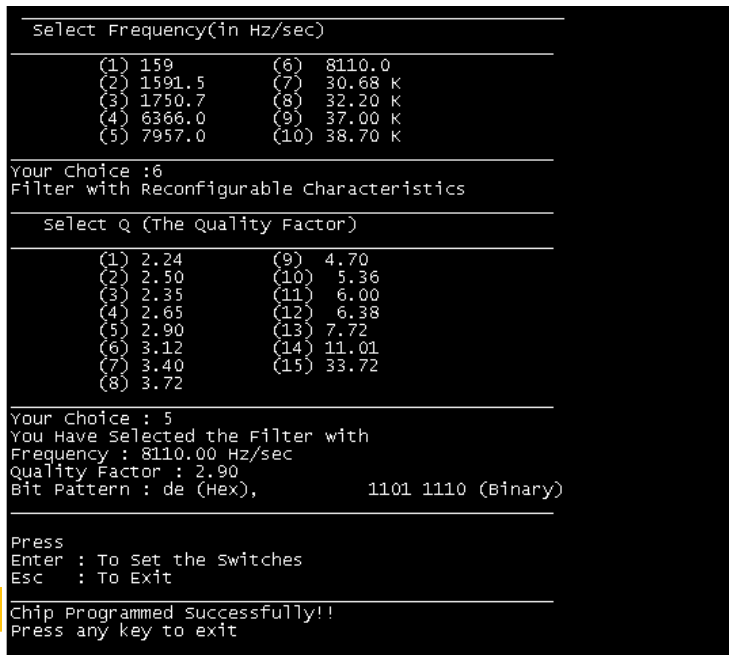 Select Frequency(in Hz/sec)
(1) 159 (6) 8110.0
(2) 1591.5 (7) 30.68 K
(3) 1750.7 (8) 32.20 K
(4) 6366.0 (9) 37.00 K
(5) 7957.0 (10) 38.70 K
Your Choice :6
Filter with Reconfigurable Characteristics
Select Q (The Quality Factor)
(1) 2.24 (9) 4.70
(2) 2.50 (10) 5.36
(3) 2.35 (11) 6.00
(4) 2.65 (12) 6.38
(5) 2.90 (13) 7.72
(6) 3.12 (14) 11.01
(7) 3.40 (15) 33.72
(8) 3.72
Your Choice : 5
You Have Selected the Filter with
Frequency : 8110.00 Hz/sec
Quality Factor : 2.90
Bit Pattern : de (Hex), 1101 1110 (Binary)
Press
Enter : To Set the Switches
Esc : To Exit
Chip Programmed Successfully!!
Press any key to exit